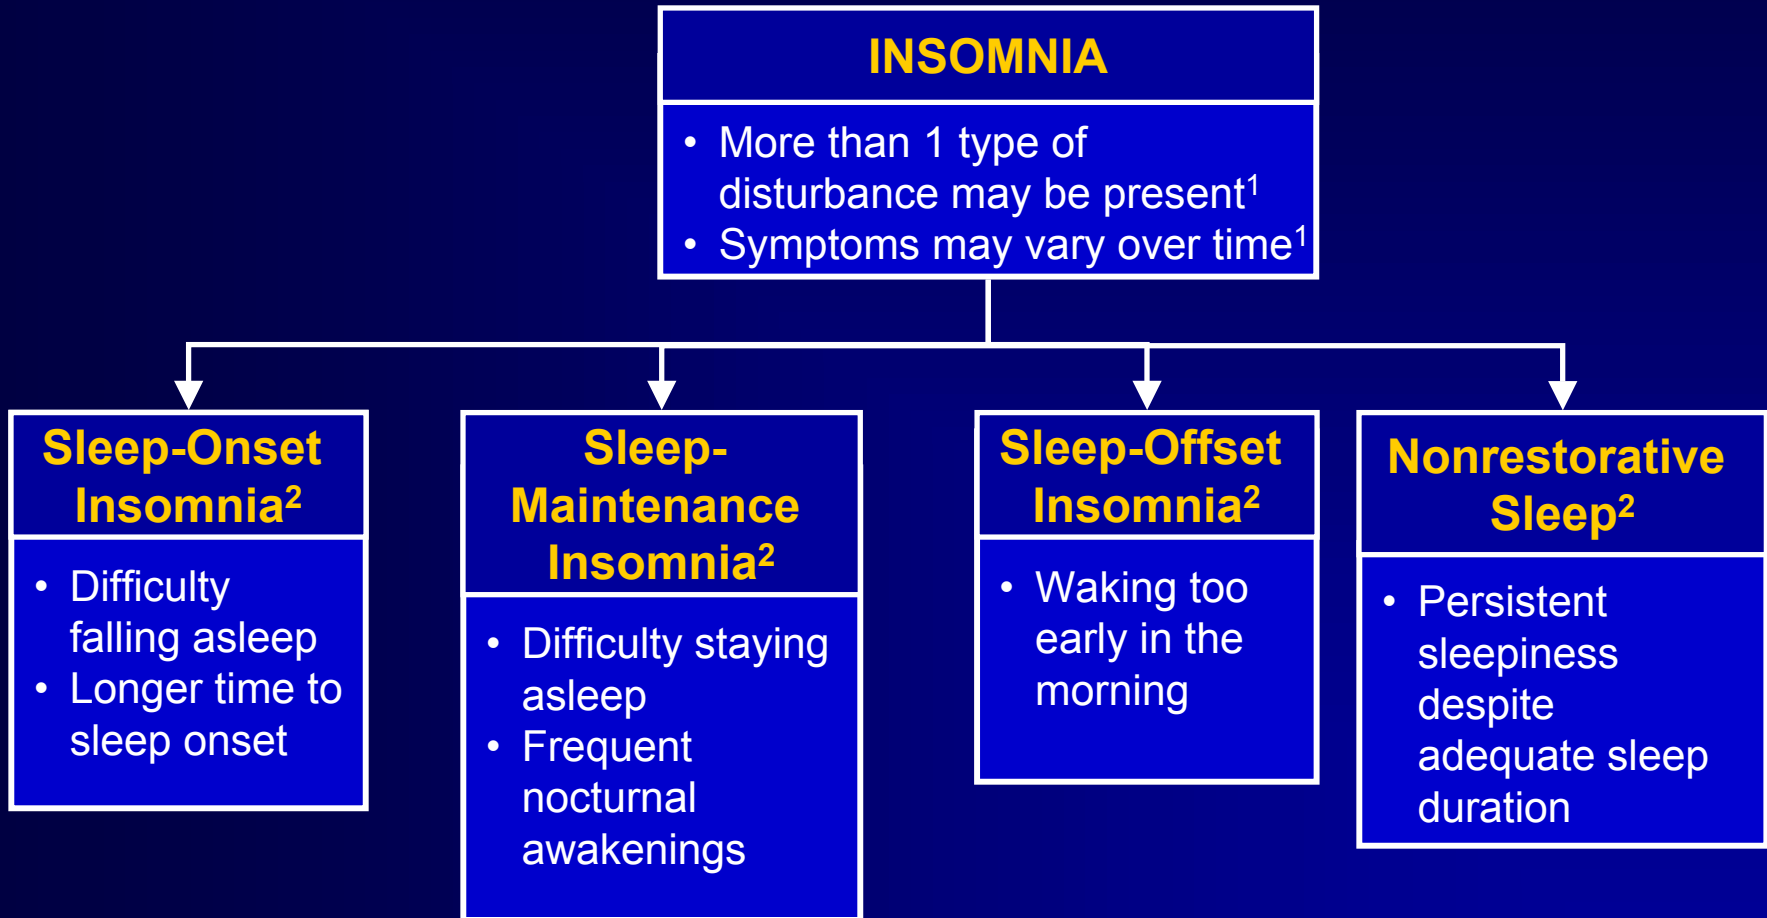 INSOMNIA
• More than 1 type of
disturbance may be present¹
• Symptoms may vary over time¹
Sleep-Onset
Insomnia²
• Difficulty
falling asleep
• Longer time to
sleep onset
Sleep-
Maintenance
Insomnia²
• Difficulty staying
asleep
• Frequent
nocturnal
awakenings
Sleep-Offset
Insomnia²
• Waking too
early in the
morning
Nonrestorative
Sleep²
• Persistent
sleepiness
despite
adequate sleep
duration